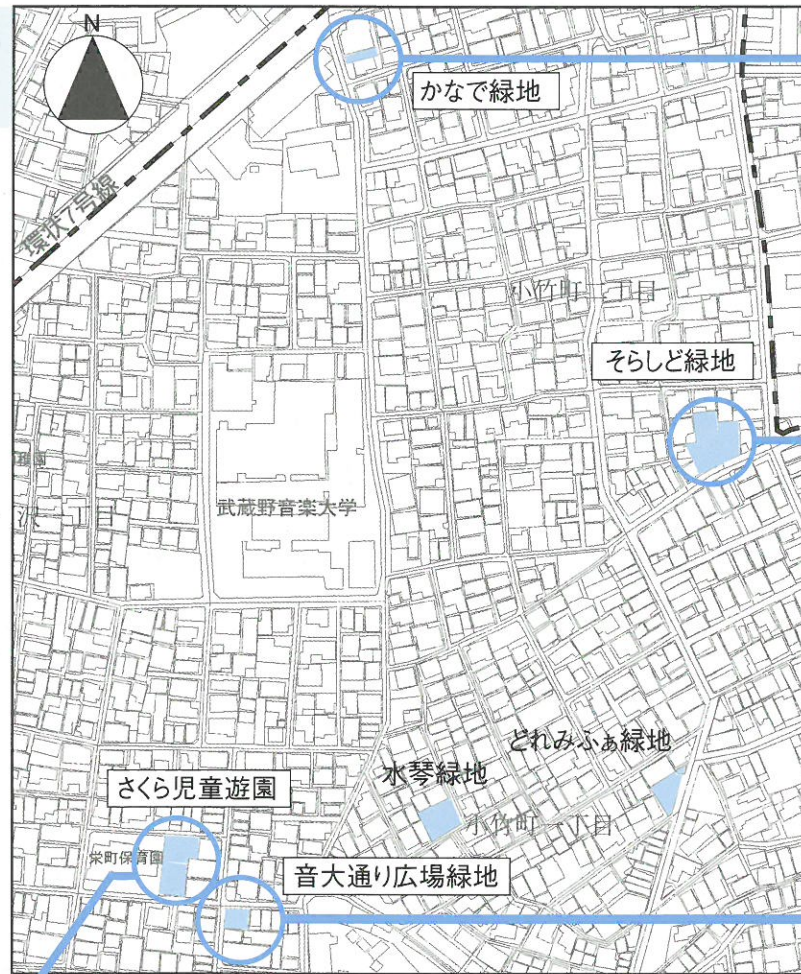 N
かなで緑地
環状7号線
小竹町二丁目
そらしど緑地
武蔵野音楽大学
一丁目
どれみふぁ緑地
水琴緑地
さくら児童遊園
小竹町一丁目
栄町保育園
音大通り広場緑地